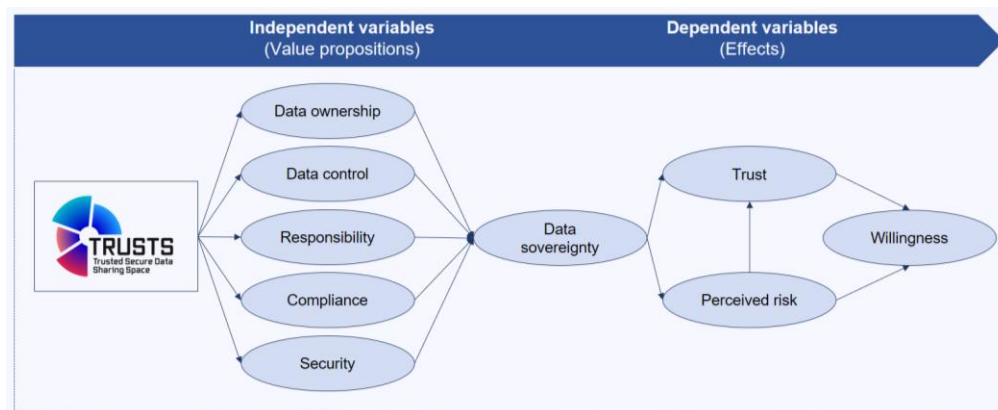 Independent variables
(Value propositions)
Dependent variables
(Effects)
Data ownership
Data control
Responsibility
Compliance
Security
TRUSTS
Trusted Secure Data
Sharing Space
Data
sovereignty
Trust
Perceived risk
Willingness